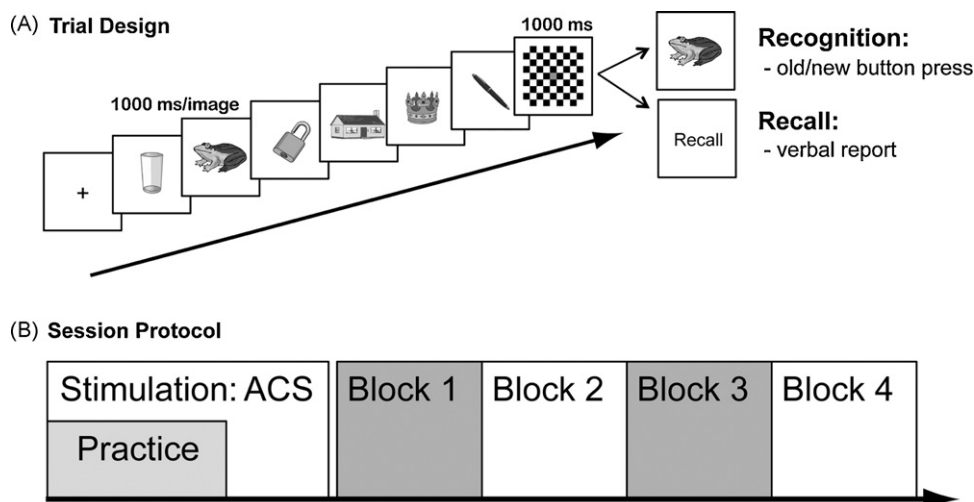 (A) Trial Design
1000 ms/image
1000 ms
+
Recognition:
- old/new button press
Recall
Recall:
- verbal report
(B) Session Protocol
Stimulation: ACS
Practice
Block 1
Block 2
Block 3
Block 4